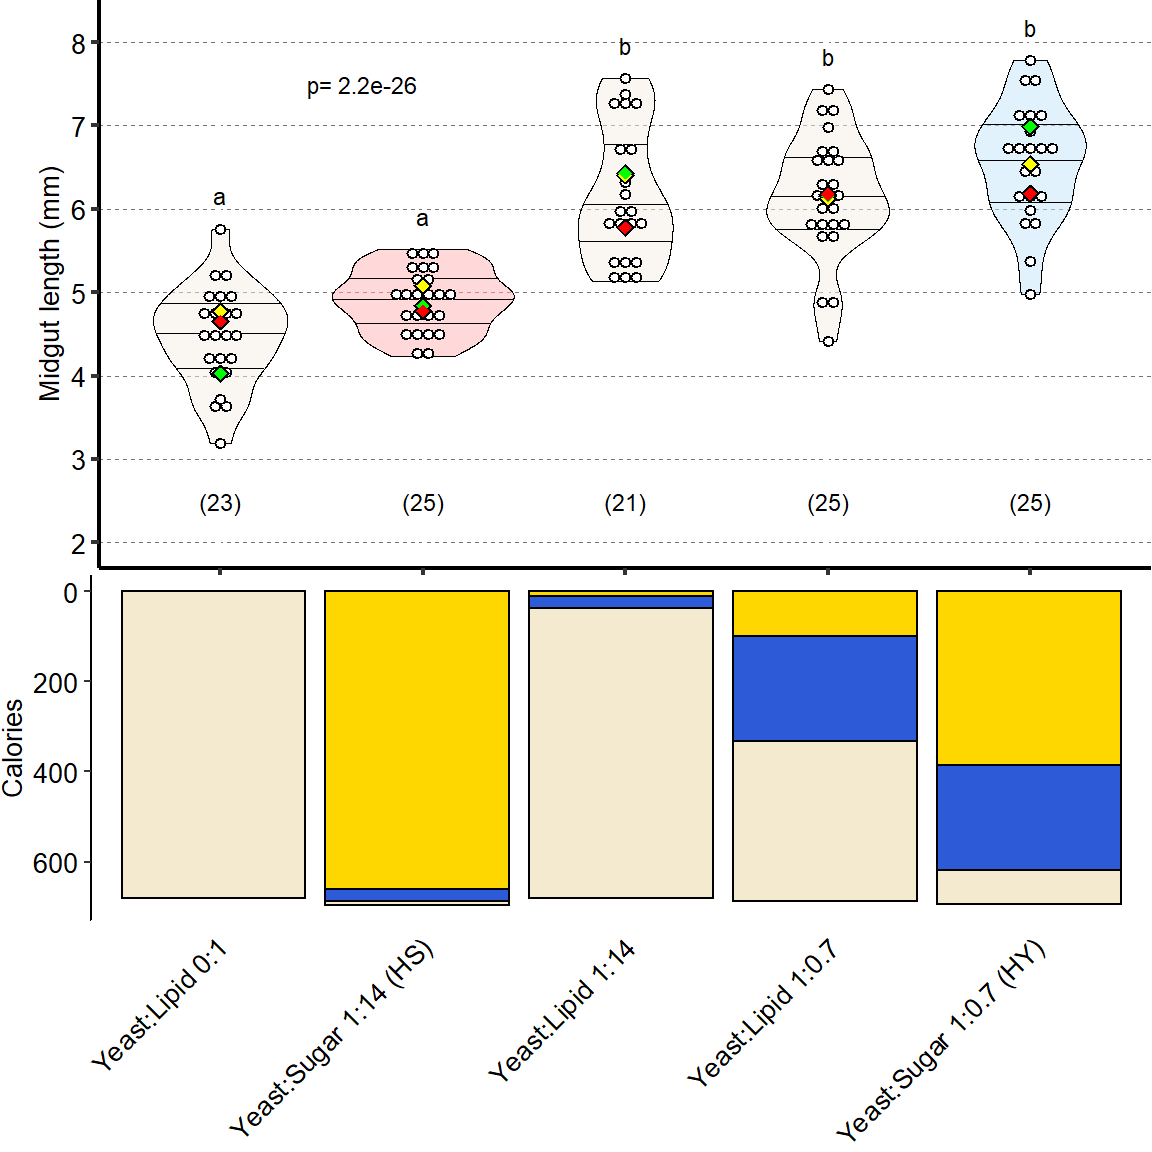 8
7
6
5
4
3
2
Midgut length (mm)
p= 2.2e-26
a
a
b
b
b
(23)
(25)
(21)
(25)
(25)
0
200
400
600
Calories
Yeast:Lipid 0:1
Yeast:Sugar 1:14 (HS)
Yeast:Lipid 1:14
Yeast:Lipid 1:0.7
Yeast:Sugar 1:0.7 (HY)